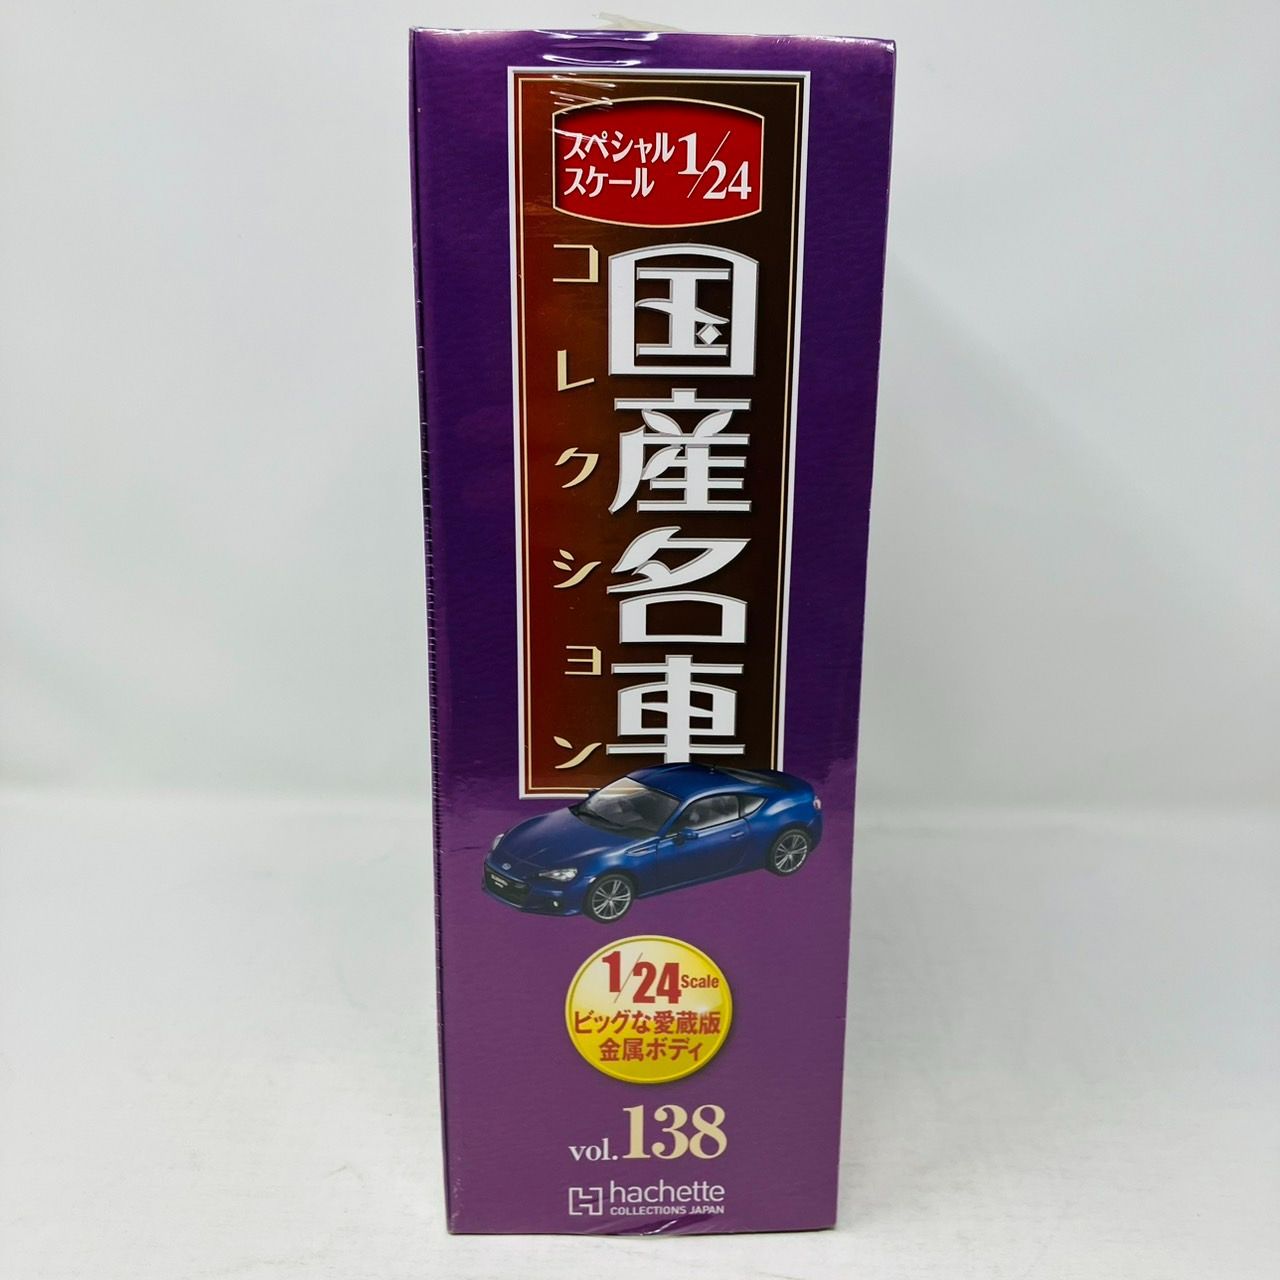 スペシャル
スケール
1/24
国産名車
コレクション
1/24 Scale
ビッグな愛蔵版
金属ボディ
vol.138
hachette
COLLECTIONS JAPAN